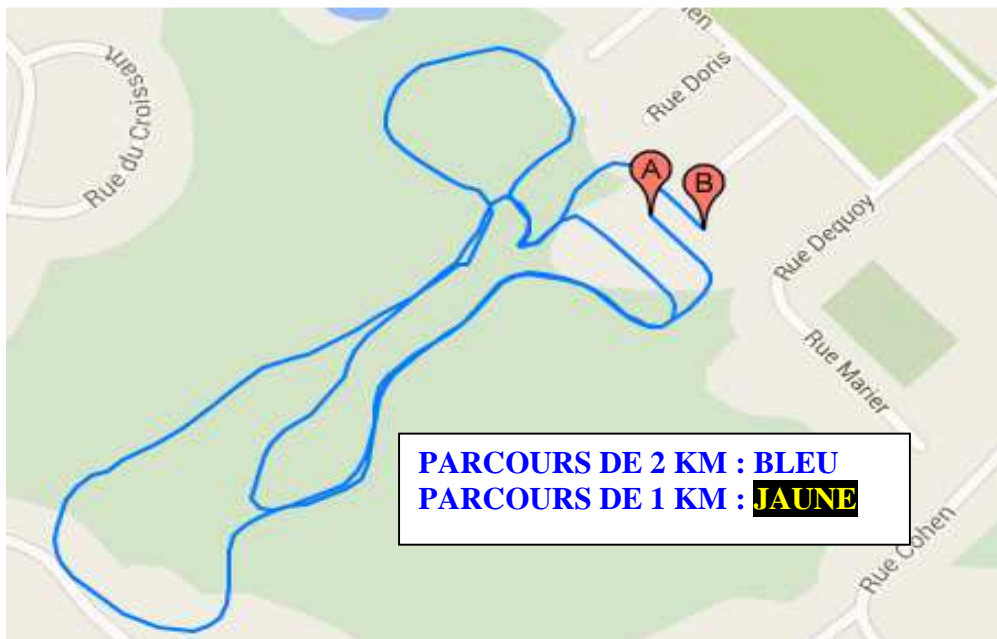 en
Rue Doris
Rue du Croissant
A
B
Rue Dequoy
Rue Marier
PARCOURS DE 2 KM : BLEU
PARCOURS DE 1 KM : JAUNE
Rue Cohen